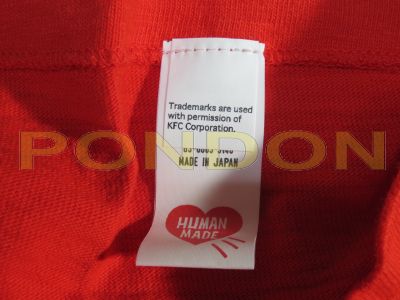 Trademarks are used
with permission of
KFC Corporation.
MADE IN JAPAN
PONDON
HUMAN
MADE